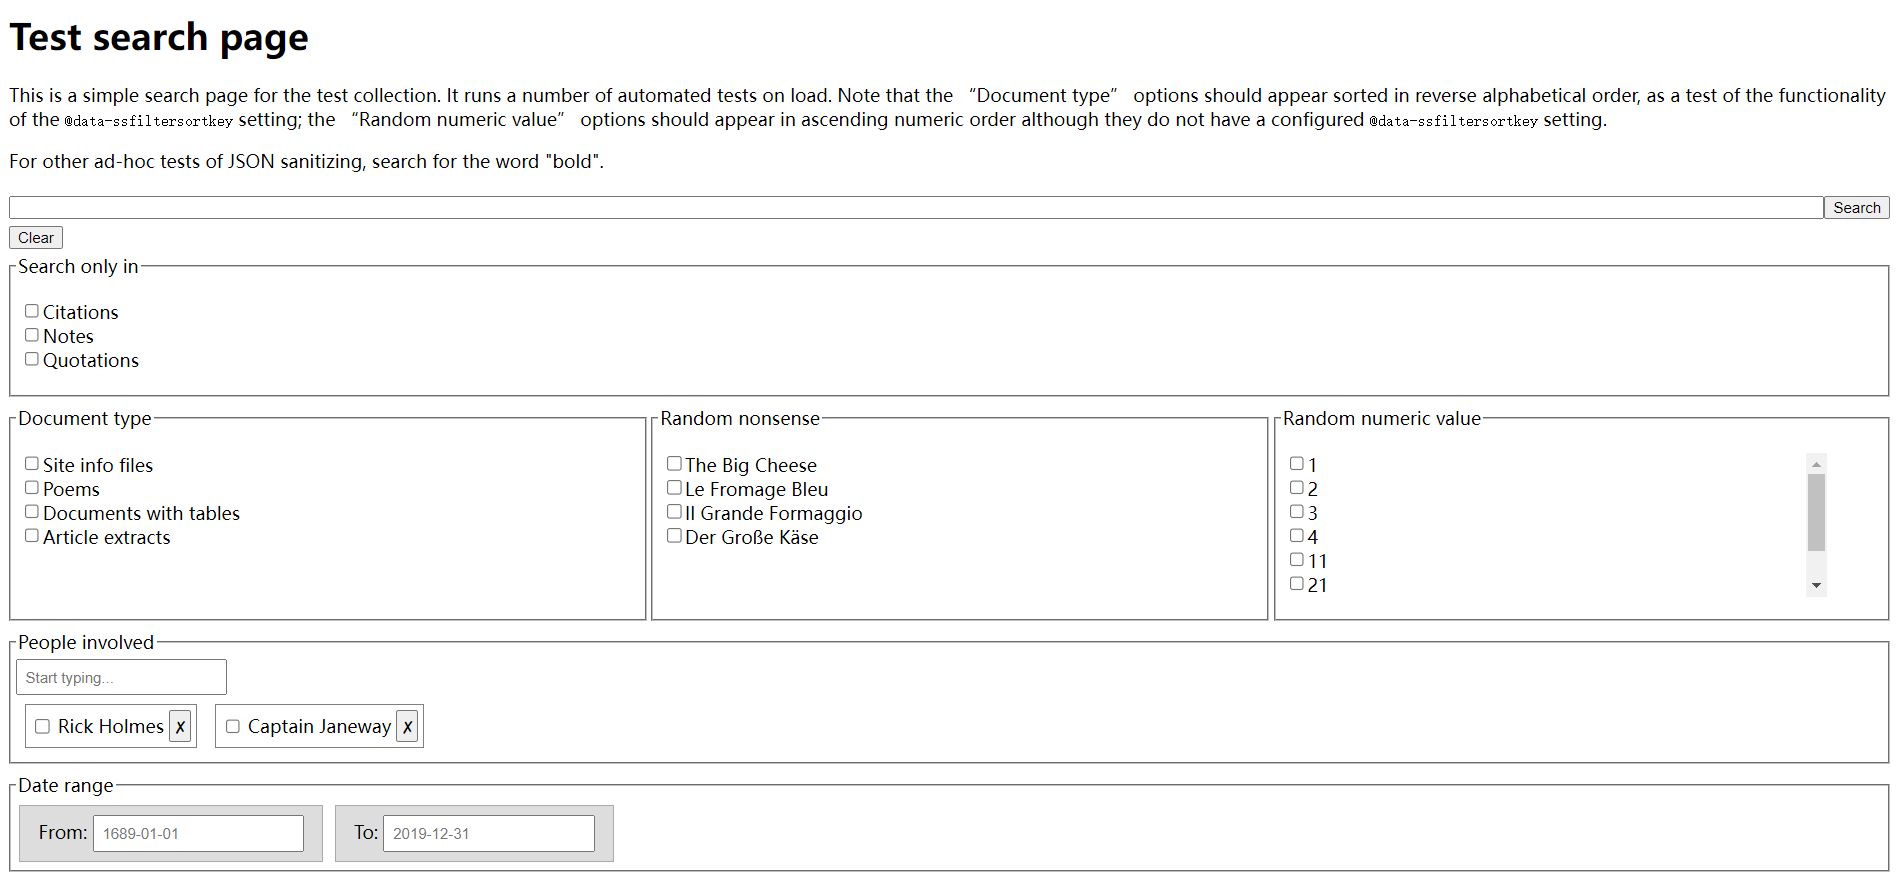 Test search page
This is a simple search page for the test collection. It runs a number of automated tests on load. Note that the “Document type” options should appear sorted in reverse alphabetical order, as a test of the functionality
of the @data-ssfiltersortkey setting; the “Random numeric value” options should appear in ascending numeric order although they do not have a configured @data-ssfiltersortkey setting.
For other ad-hoc tests of JSON sanitizing, search for the word "bold".
Search
Clear
Search only in
Citations
Notes
Quotations
Document type
Site info files
Poems
Documents with tables
Article extracts
Random nonsense
The Big Cheese
Le Fromage Bleu
Il Grande Formaggio
Der Große Käse
Random numeric value
1
2
3
4
11
21
People involved
Start typing...
Rick Holmes ✗
Captain Janeway ✗
Date range
From: 1689-01-01
To: 2019-12-31